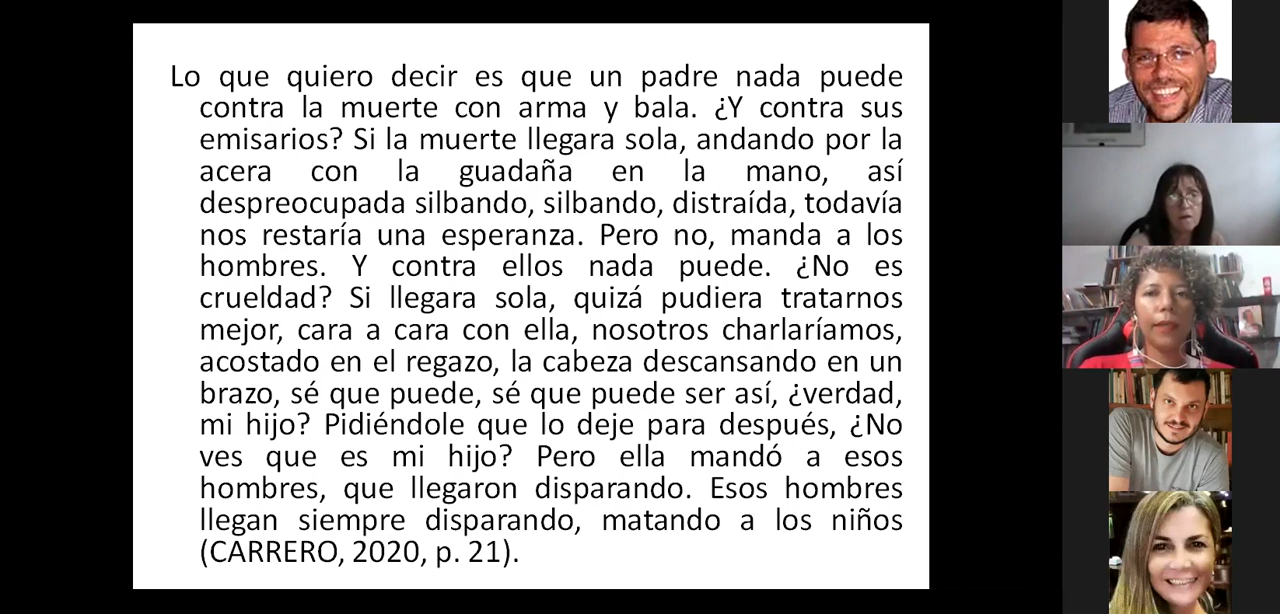 Lo que quiero decir es que un padre nada puede
contra la muerte con arma y bala. ¿Y contra sus
emisarios? Si la muerte llegara sola, andando por la
acera con la guadaña en la mano, así
despreocupada silbando, silbando, distraída, todavía
nos restaría una esperanza. Pero no, manda a los
hombres. Y contra ellos nada puede. ¿No es
crueldad? Si llegara sola, quizá pudiera tratarnos
mejor, cara a cara con ella, nosotros charlaríamos,
acostado en el regazo, la cabeza descansando en un
brazo, sé que puede, sé que puede ser así, ¿verdad,
mi hijo? Pidiéndole que lo deje para después, ¿No
ves que es mi hijo? Pero ella mandó a esos
hombres, que llegaron disparando. Esos hombres
llegan siempre disparando, matando a los niños
(CARRERO, 2020, p. 21).